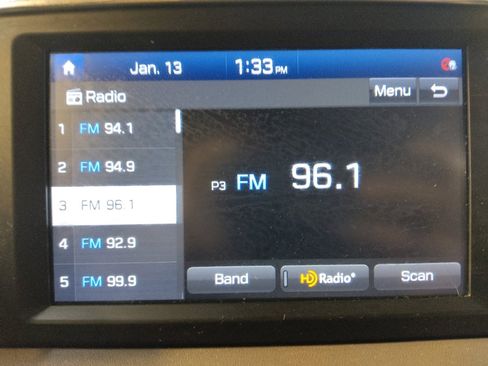 Jan. 13 1:33 PM
Radio Menu
1 FM 94.1
2 FM 94.9
3 FM 96.1
4 FM 92.9
5 FM 99.9
P3 FM 96.1
Band HD Radio® Scan